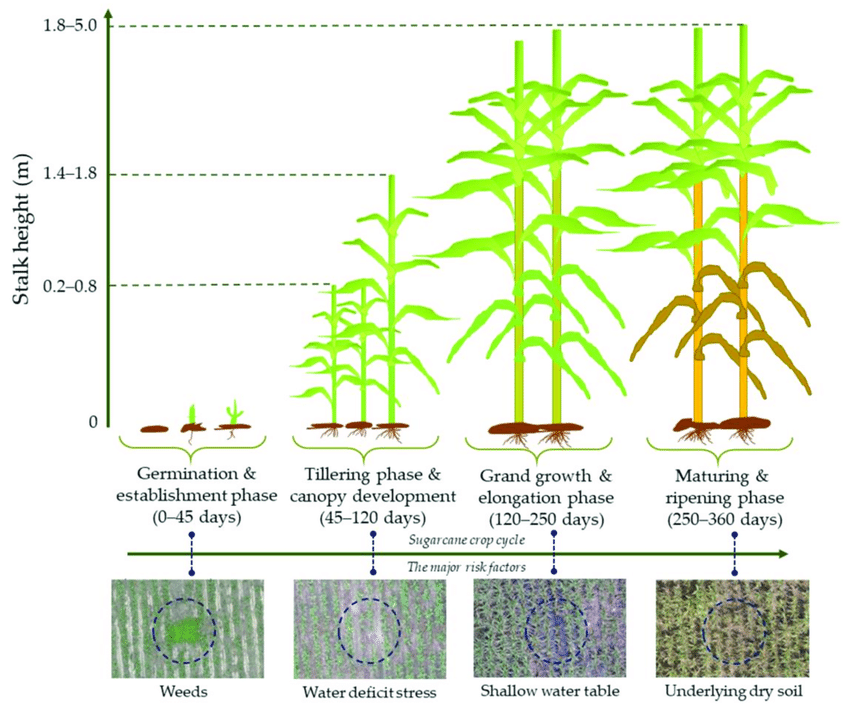 1.8–5.0
1.4–1.8
0.2–0.8
0
Stalk height (m)
Germination &
establishment phase
(0–45 days)
Tillering phase &
canopy development
(45–120 days)
Grand growth &
elongation phase
(120–250 days)
Maturing &
ripening phase
(250–360 days)
Sugarcane crop cycle
The major risk factors
Weeds
Water deficit stress
Shallow water table
Underlying dry soil